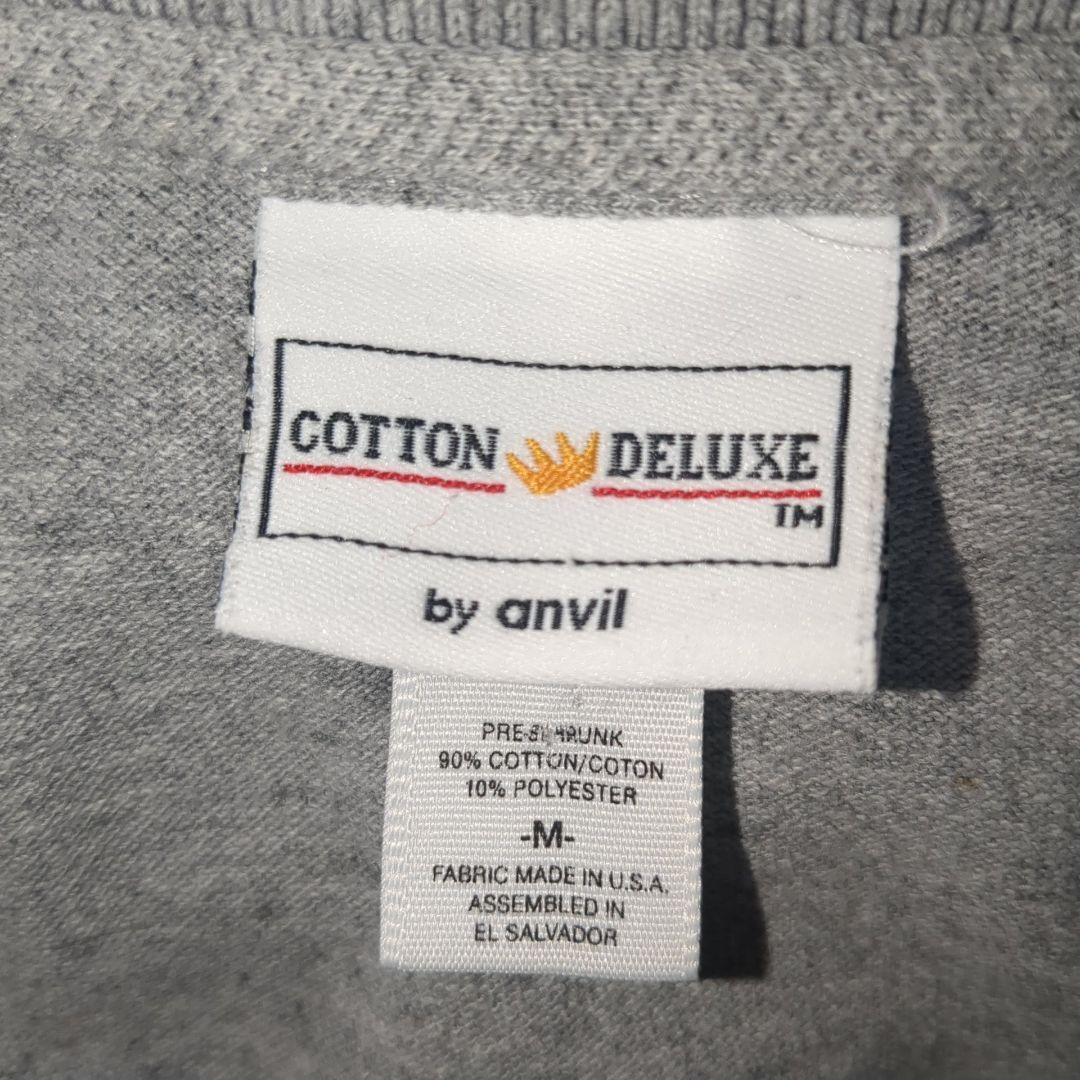 COTTON DELUXE
TM
by anvil
PRE-SHRUNK
90% COTTON/COTON
10% POLYESTER
-M-
FABRIC MADE IN U.S.A.
ASSEMBLED IN
EL SALVADOR